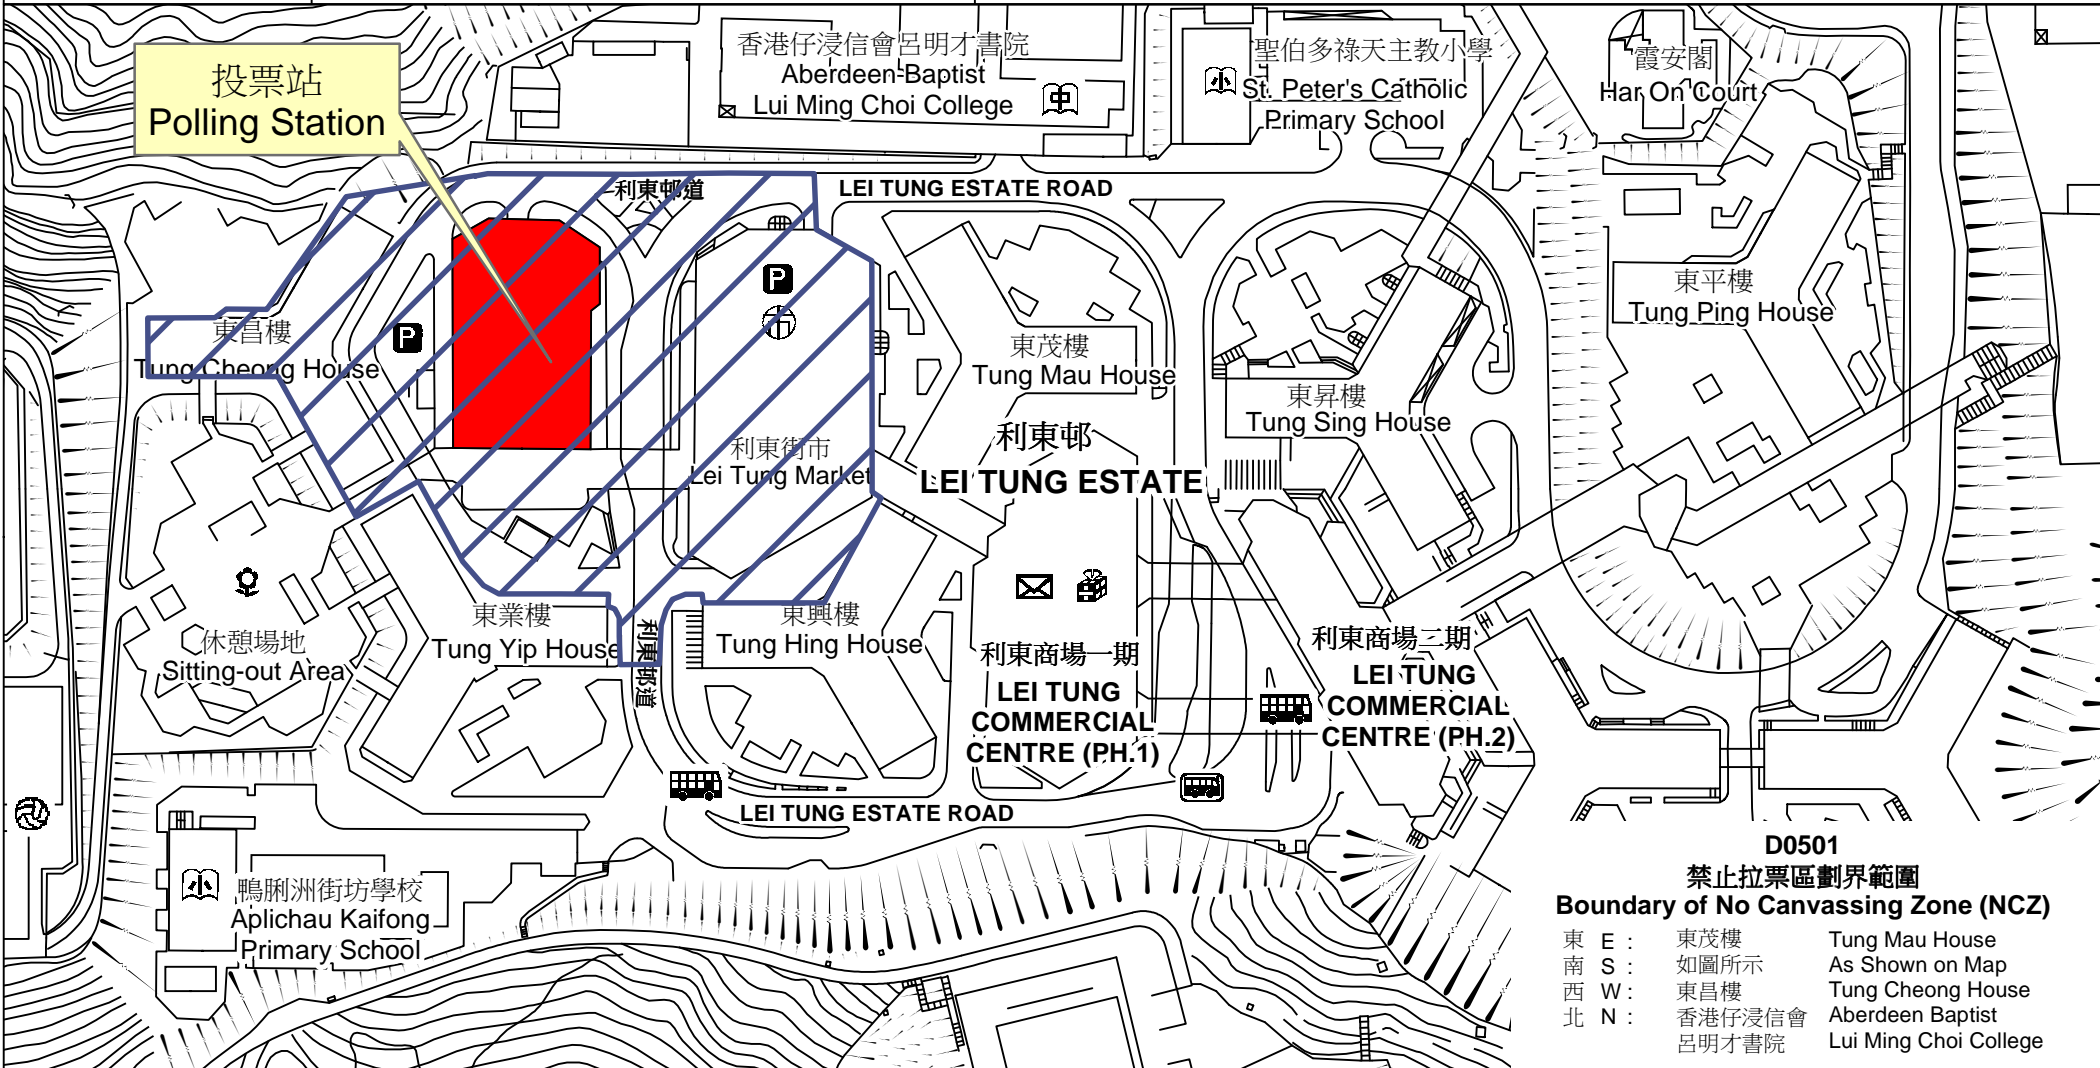 投票站
Polling Station
香港仔浸信會呂明才書院
Aberdeen Baptist
Lui Ming Choi College
中
小
聖伯多祿天主教小學
St. Peter's Catholic
Primary School
霞安閣
Har On Court
利東邨道
LEI TUNG ESTATE ROAD
P
P
東昌樓
Tung Cheong House
東茂樓
Tung Mau House
東平樓
Tung Ping House
東昇樓
Tung Sing House
利東街市
Lei Tung Market
利東邨
LEI TUNG ESTATE
休憩場地
Sitting-out Area
東業樓
Tung Yip House
利東邨道
東興樓
Tung Hing House
利東商場一期
LEI TUNG
COMMERCIAL
CENTRE (PH.1)
利東商場二期
LEI TUNG
COMMERCIAL
CENTRE (PH.2)
LEI TUNG ESTATE ROAD
小
鴨脷洲街坊學校
Aplichau Kaifong
Primary School
D0501
禁止拉票區劃界範圍
Boundary of No Canvassing Zone (NCZ)
東 E : 東茂樓 Tung Mau House
南 S : 如圖所示 As Shown on Map
西 W : 東昌樓 Tung Cheong House
北 N : 香港仔浸信會 Aberdeen Baptist
呂明才書院 Lui Ming Choi College